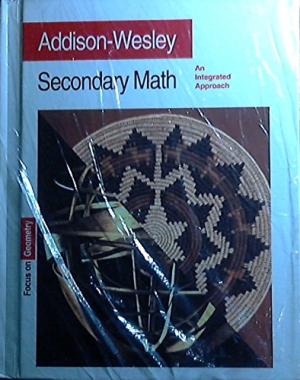 Addison-Wesley
Secondary Math
An
Integrated
Approach
Focus on Geometry